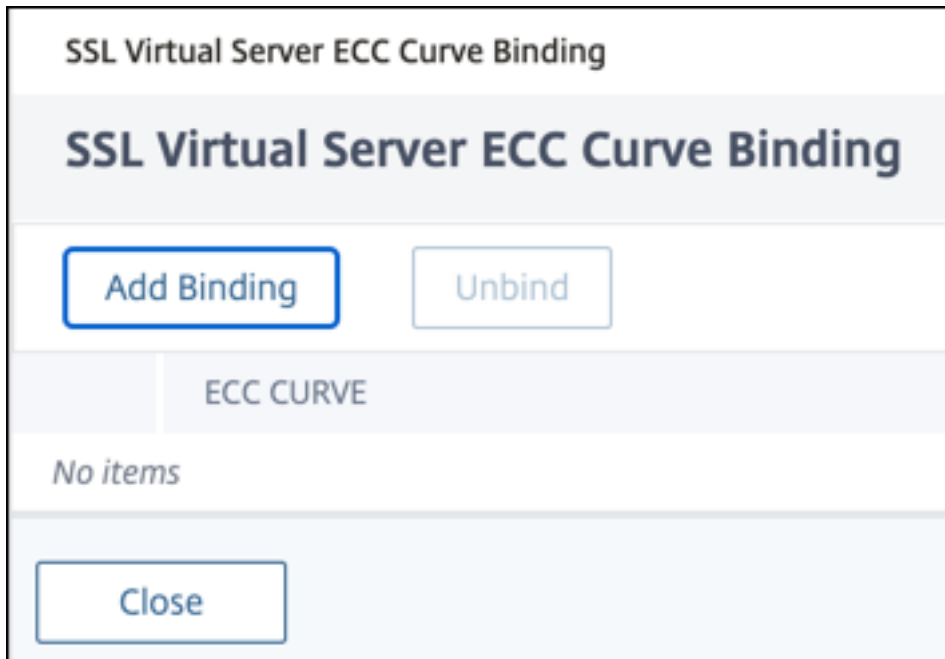 SSL Virtual Server ECC Curve Binding
SSL Virtual Server ECC Curve Binding
Add Binding Unbind
ECC CURVE
No items
Close